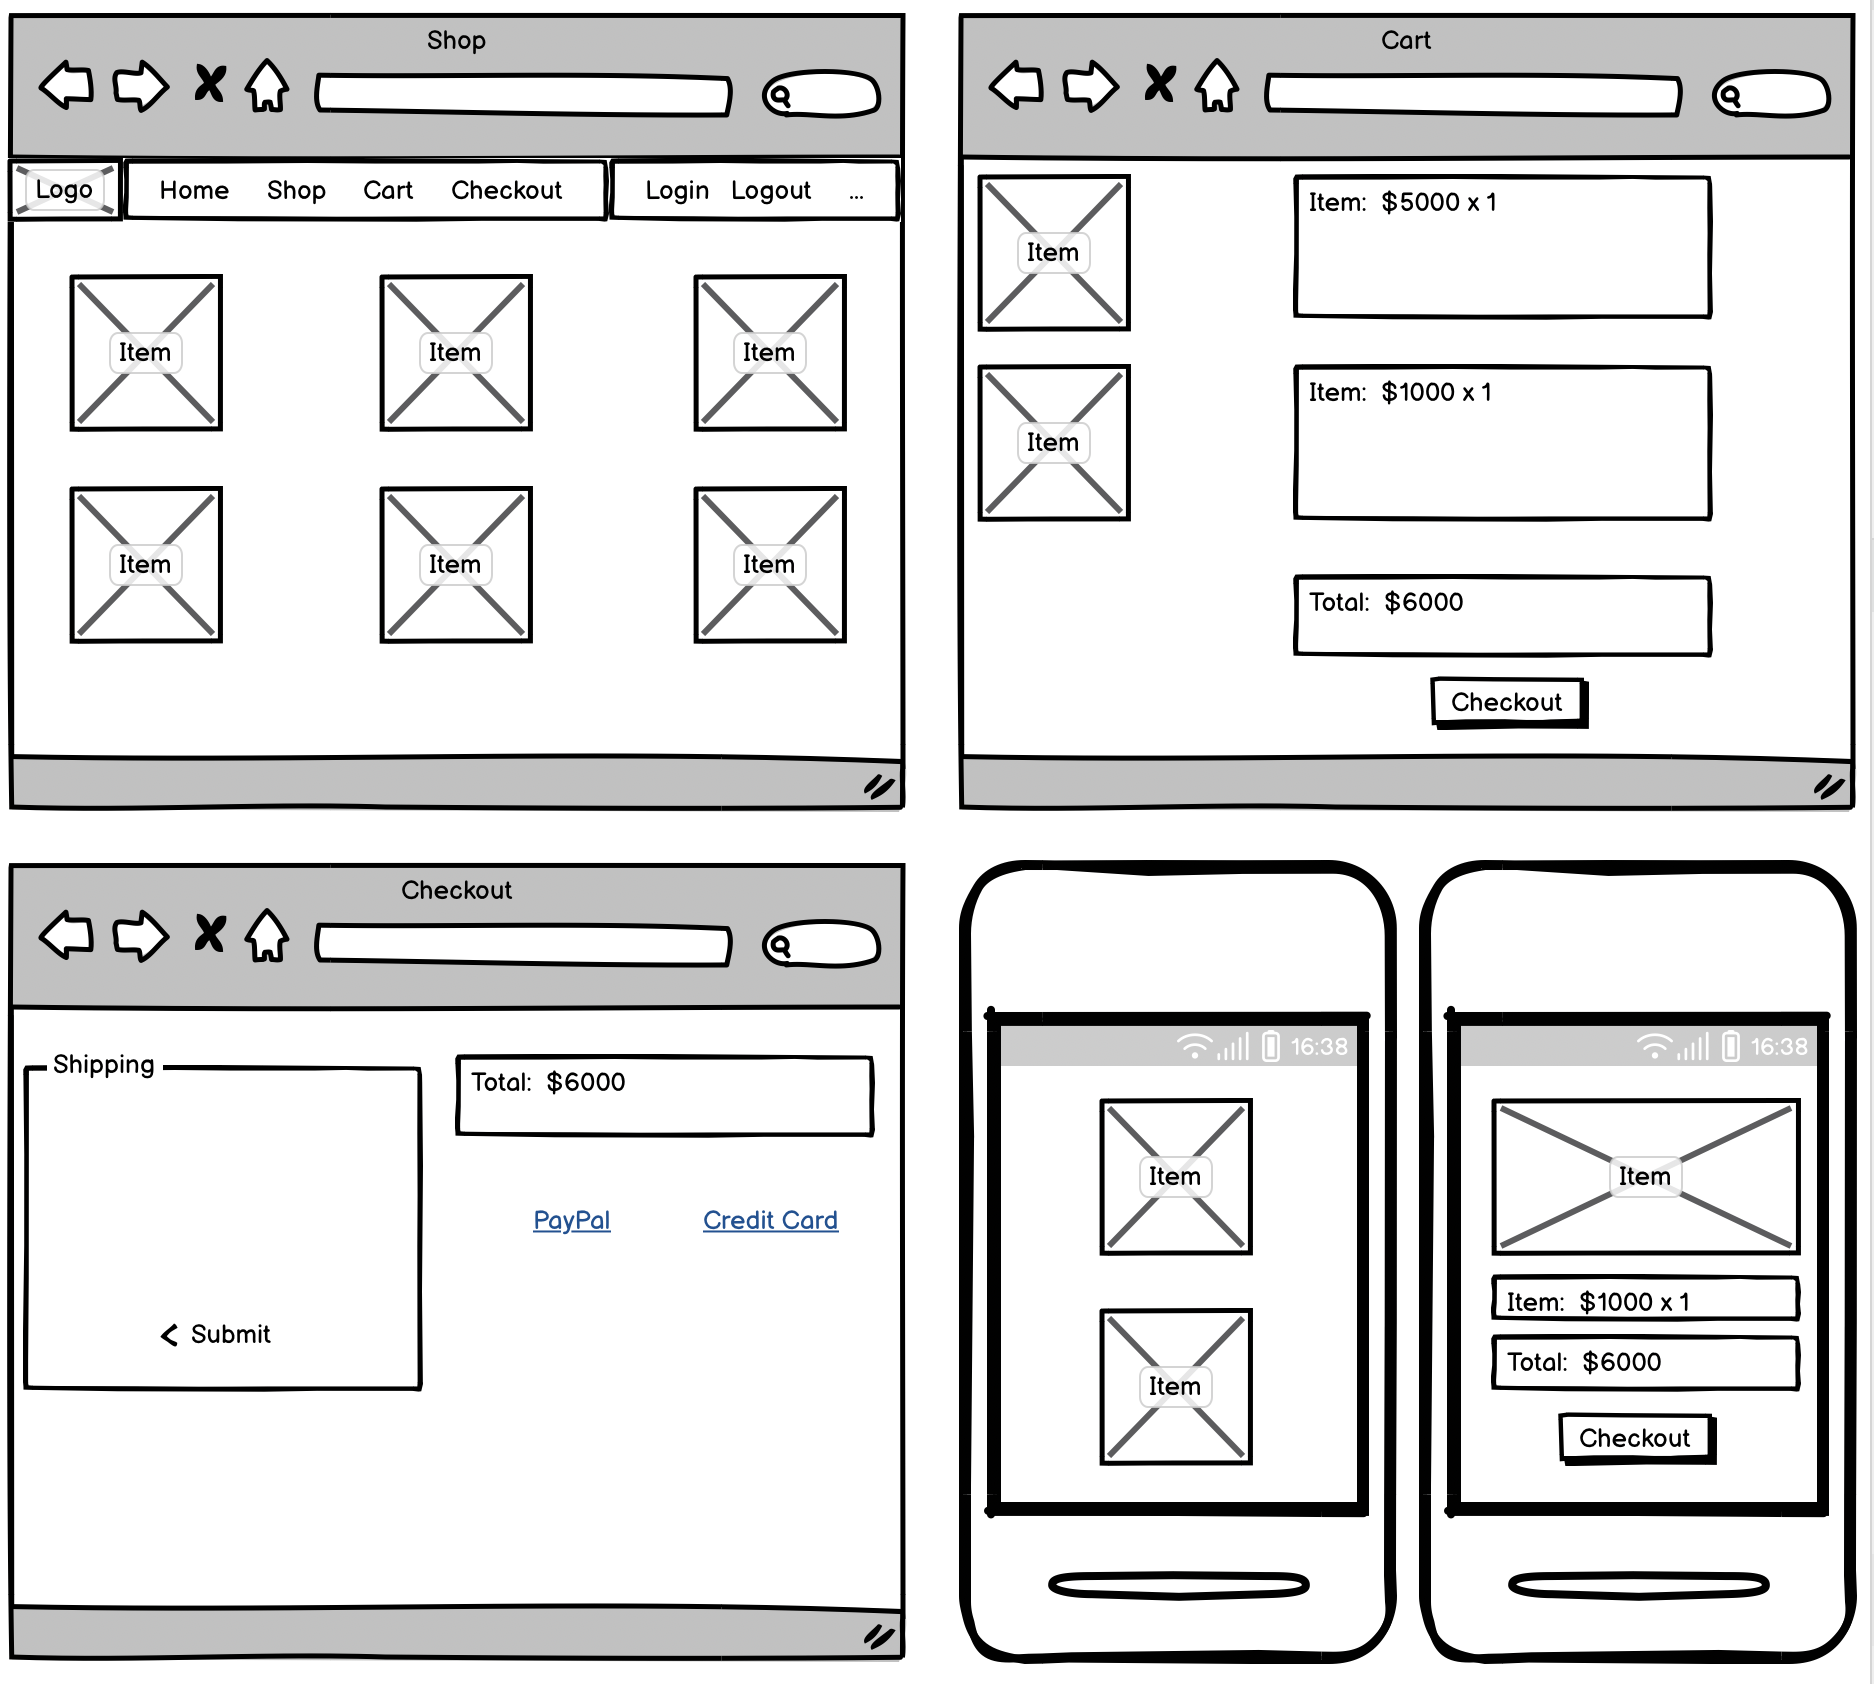 Shop
Logo Home Shop Cart Checkout Login Logout ...
Item Item Item
Item Item Item
Cart
Item
Item: $5000 x 1
Item
Item: $1000 x 1
Total: $6000
Checkout
Checkout
Shipping
Submit
Total: $6000
PayPal Credit Card
16:38
Item
Item
16:38
Item
Item: $1000 x 1
Total: $6000
Checkout